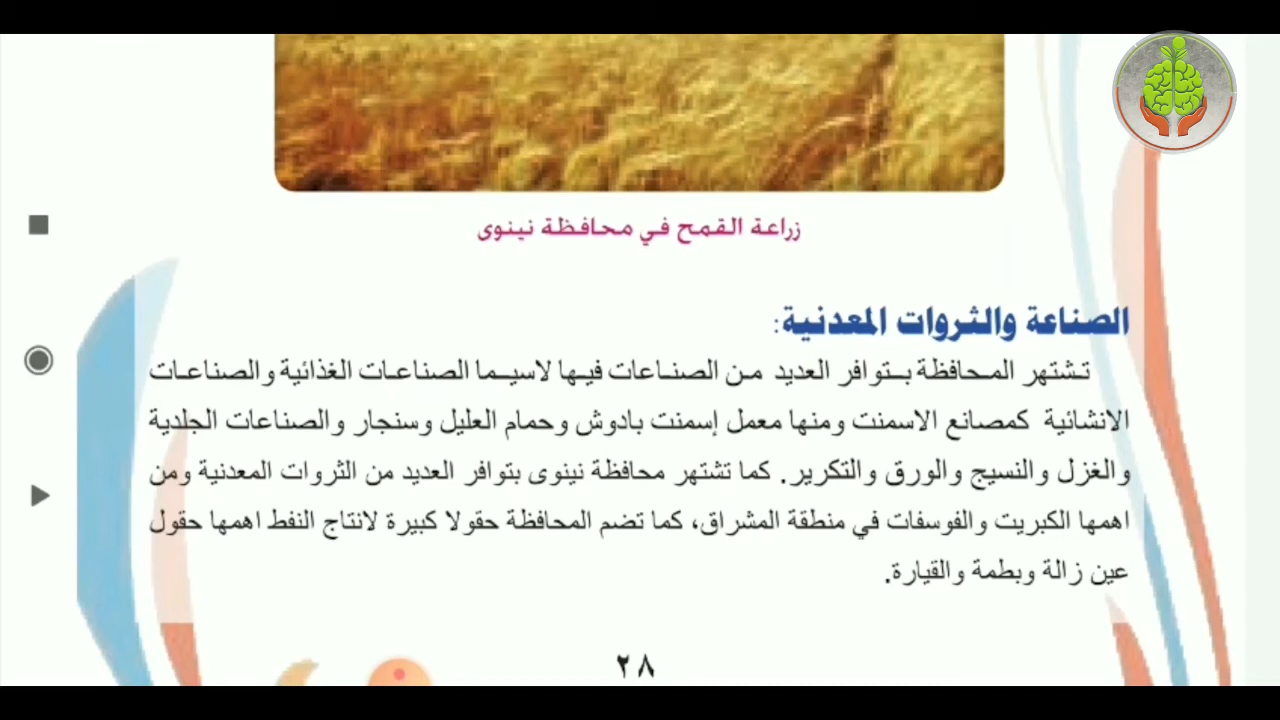 زراعة القمح في محافظة نينوى
الصناعة والثروات المعدنية:
تشتهر المحافظة بتوافر العديد من الصناعات فيها لاسيما الصناعات الغذائية والصناعات
الانشائية كمصانع الاسمنت ومنها معمل إسمنت بادوش وحمام العليل وسنجار والصناعات الجلدية
والغزل والنسيج والورق والتكرير. كما تشتهر محافظة نينوى بتوافر العديد من الثروات المعدنية ومن
اهمها الكبريت والفوسفات في منطقة المشراق، كما تضم المحافظة حقولا كبيرة لانتاج النفط اهمها حقول
عين زالة وبطمة والقيارة.
٢٨